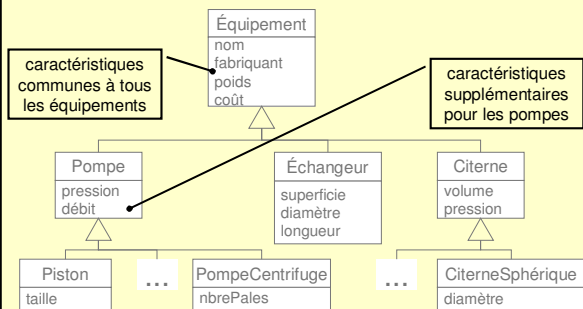 Équipement
nom
fabriquant
poids
coût
caractéristiques
communes à tous
les équipements
caractéristiques
supplémentaires
pour les pompes
Pompe
pression
débit
Échangeur
superficie
diamètre
longueur
Citerne
volume
pression
Piston
taille
...
PompeCentrifuge
nbrePales
...
CiterneSphérique
diamètre